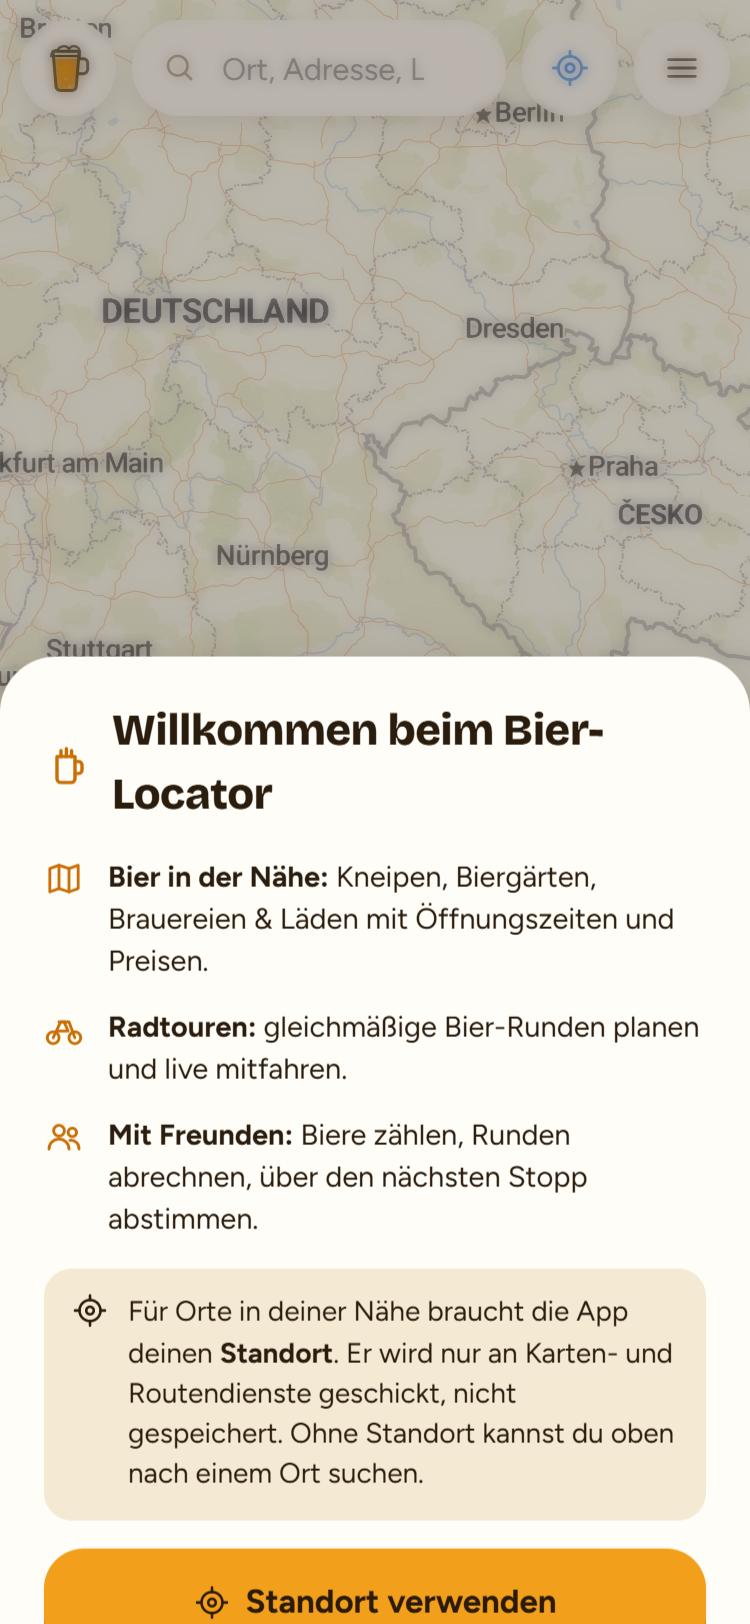 Ort, Adresse, L
Berlin
DEUTSCHLAND
Dresden
kfurt am Main
Praha
ČESKO
Nürnberg
Stuttgart
Willkommen beim Bier-
Locator
Bier in der Nähe: Kneipen, Biergärten,
Brauereien & Läden mit Öffnungszeiten und
Preisen.
Radtouren: gleichmäßige Bier-Runden planen
und live mitfahren.
Mit Freunden: Biere zählen, Runden
abrechnen, über den nächsten Stopp
abstimmen.
Für Orte in deiner Nähe braucht die App
deinen Standort. Er wird nur an Karten- und
Routendienste geschickt, nicht
gespeichert. Ohne Standort kannst du oben
nach einem Ort suchen.
Standort verwenden